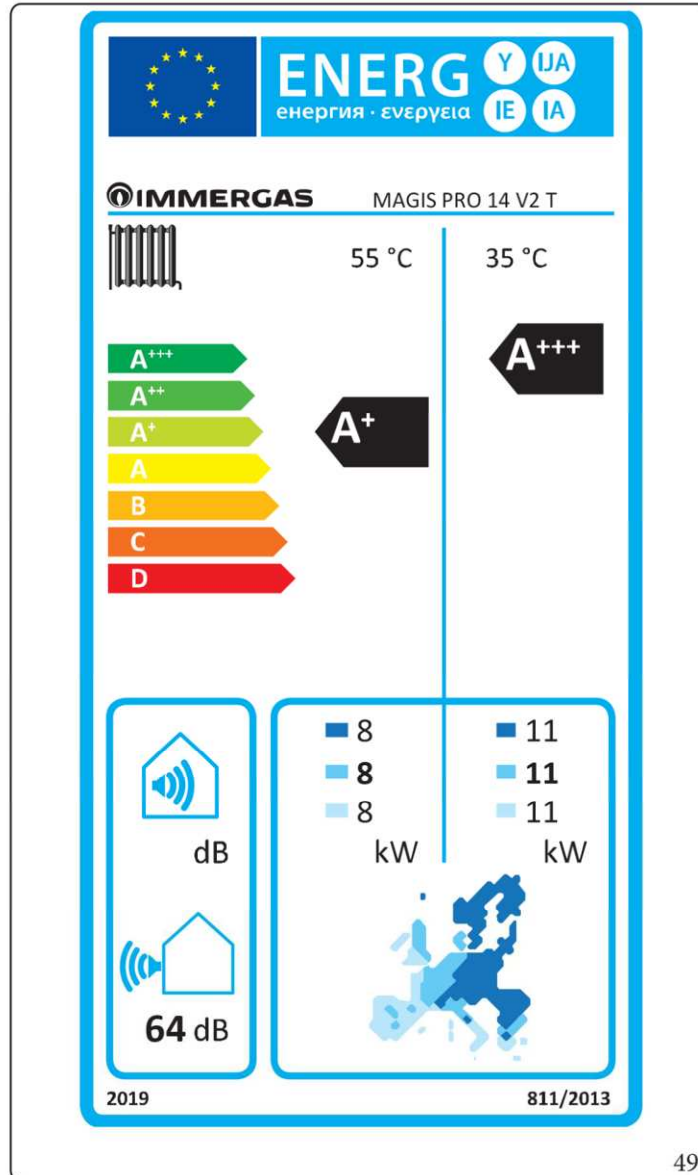 ENERG Y IJA
енергия · ενεργεια IE IA
IMMERGAS MAGIS PRO 14 V2 T
55 °C 35 °C
A+++
A+++
A++
A+
A+
A
B
C
D
8 11
8 11
8 11
dB kW kW
64 dB
2019 811/2013
49